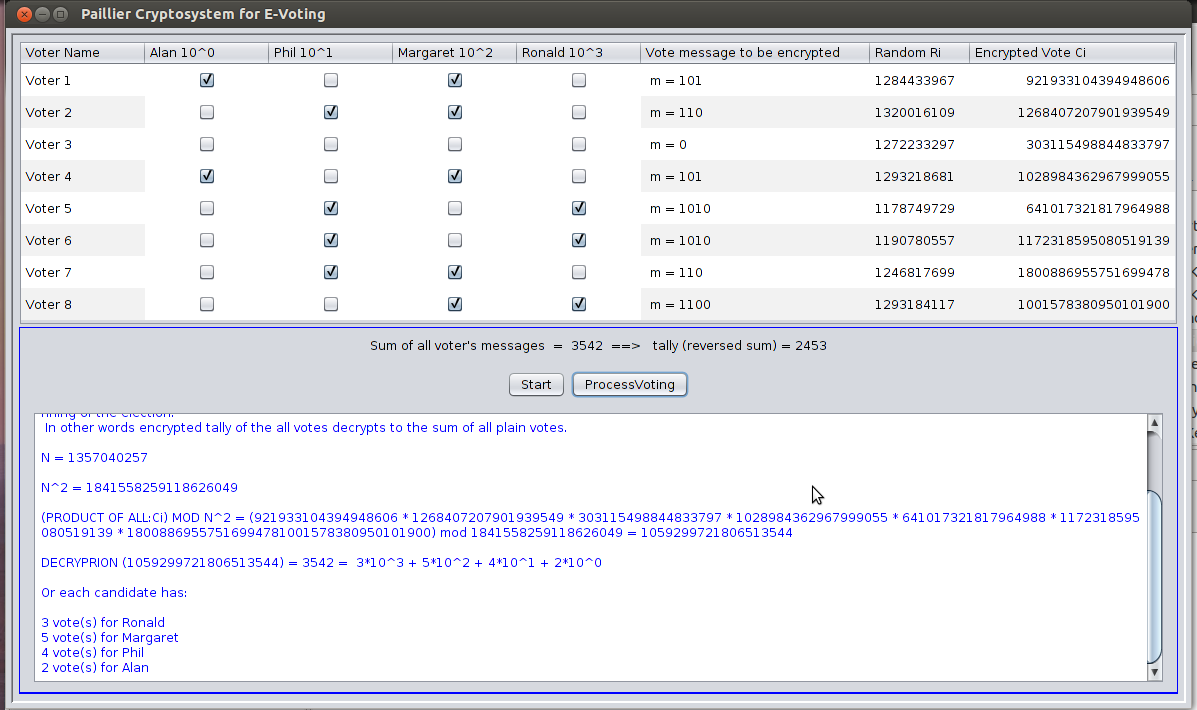 Paillier Cryptosystem for E-Voting
Voter Name Alan 10^0 Phil 10^1 Margaret 10^2 Ronald 10^3 Vote message to be encrypted Random Ri Encrypted Vote Ci
Voter 1 m = 101 1284433967 921933104394948606
Voter 2 m = 110 1320016109 1268407207901939549
Voter 3 m = 0 1272233297 303115498844833797
Voter 4 m = 101 1293218681 1028984362967999055
Voter 5 m = 1010 1178749729 641017321817964988
Voter 6 m = 1010 1190780557 1172318595080519139
Voter 7 m = 110 1246817699 1800886955751699478
Voter 8 m = 1100 1293184117 1001578380950101900
Sum of all voter's messages = 3542 ==> tally (reversed sum) = 2453
Start ProcessVoting
nning of the election.
In other words encrypted tally of the all votes decrypts to the sum of all plain votes.
N = 1357040257
N^2 = 1841558259118626049
(PRODUCT OF ALL:Ci) MOD N^2 = (921933104394948606 * 1268407207901939549 * 303115498844833797 * 1028984362967999055 * 641017321817964988 * 1172318595
080519139 * 18008869557516994781001578380950101900) mod 1841558259118626049 = 1059299721806513544
DECRYPRION (1059299721806513544) = 3542 = 3*10^3 + 5*10^2 + 4*10^1 + 2*10^0
Or each candidate has:
3 vote(s) for Ronald
5 vote(s) for Margaret
4 vote(s) for Phil
2 vote(s) for Alan